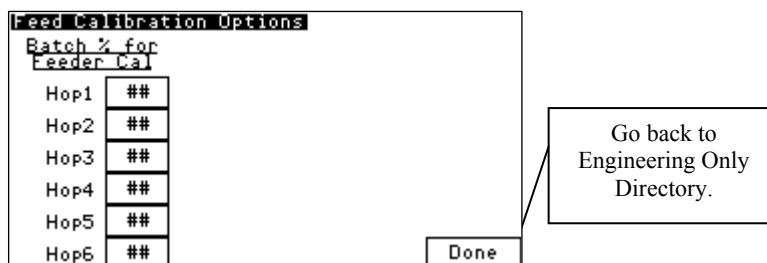 Feed Calibration Options
Batch % for
Feeder Cal
Hop1 ##
Hop2 ##
Hop3 ##
Hop4 ##
Hop5 ##
Hop6 ##
Done
Go back to
Engineering Only
Directory.